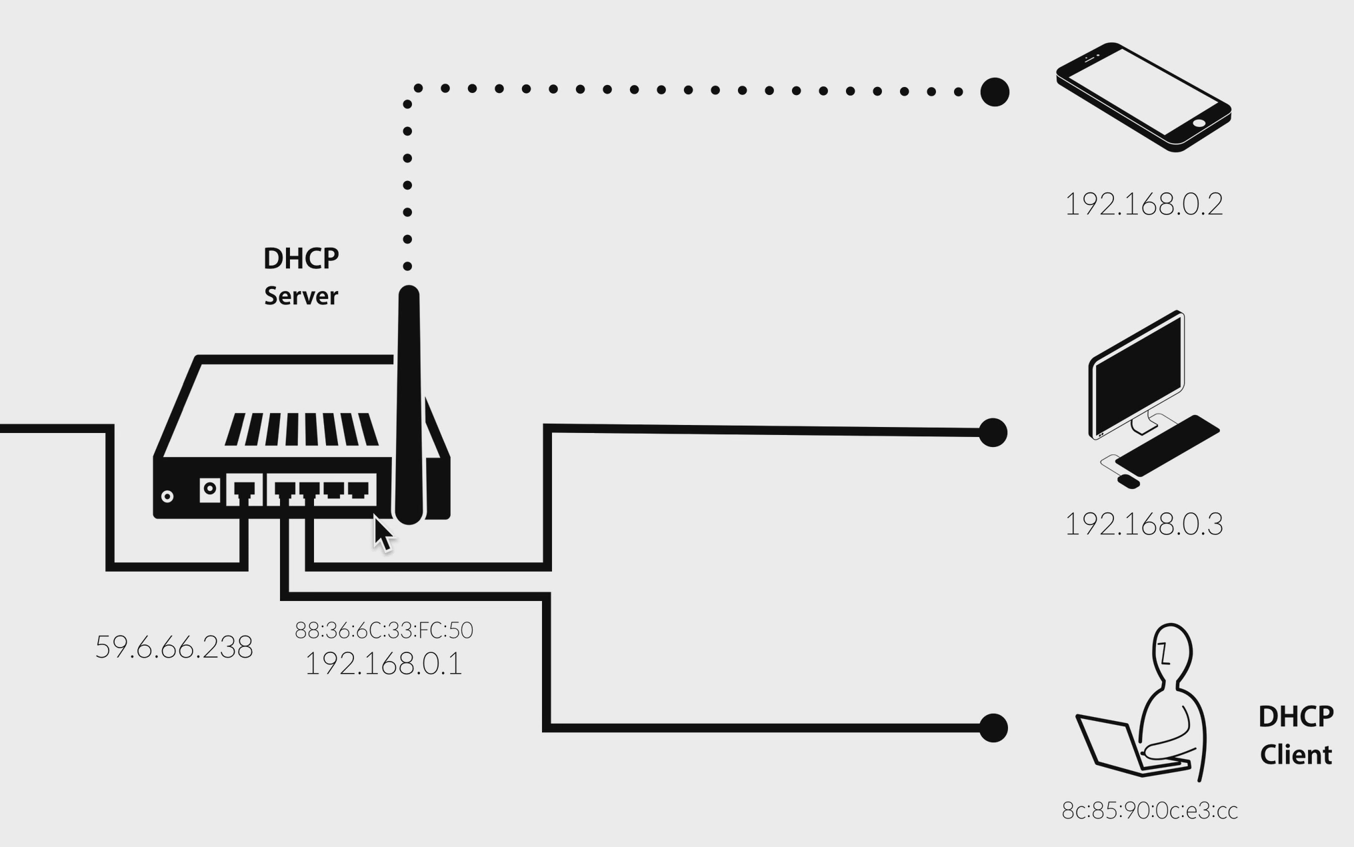 192.168.0.2
DHCP
Server
192.168.0.3
59.6.66.238
88:36:6C:33:FC:50
192.168.0.1
DHCP
Client
8c:85:90:0c:e3:cc